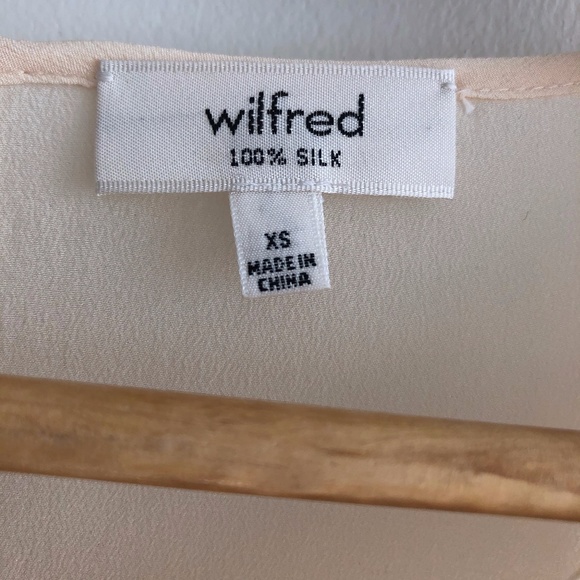 wilfred
100% SILK
XS
MADE IN
CHINA